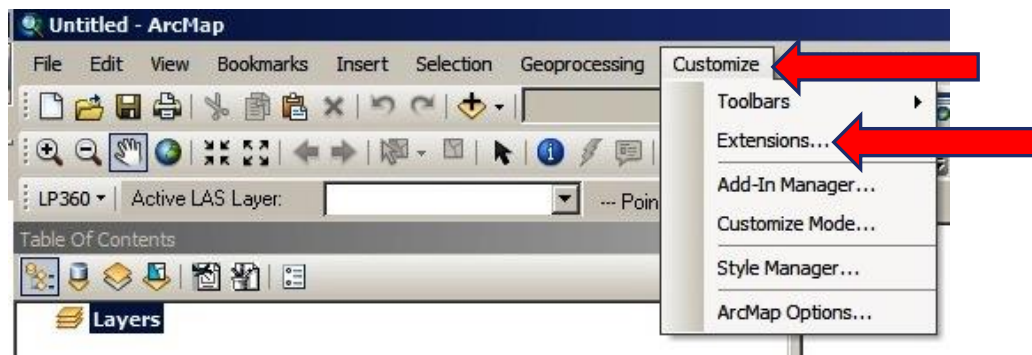 Untitled - ArcMap
File Edit View Bookmarks Insert Selection Geoprocessing Customize
Toolbars
Extensions...
LP360 Active LAS Layer: --- Poin
Add-In Manager...
Customize Mode...
Table Of Contents
Style Manager...
Layers
ArcMap Options...